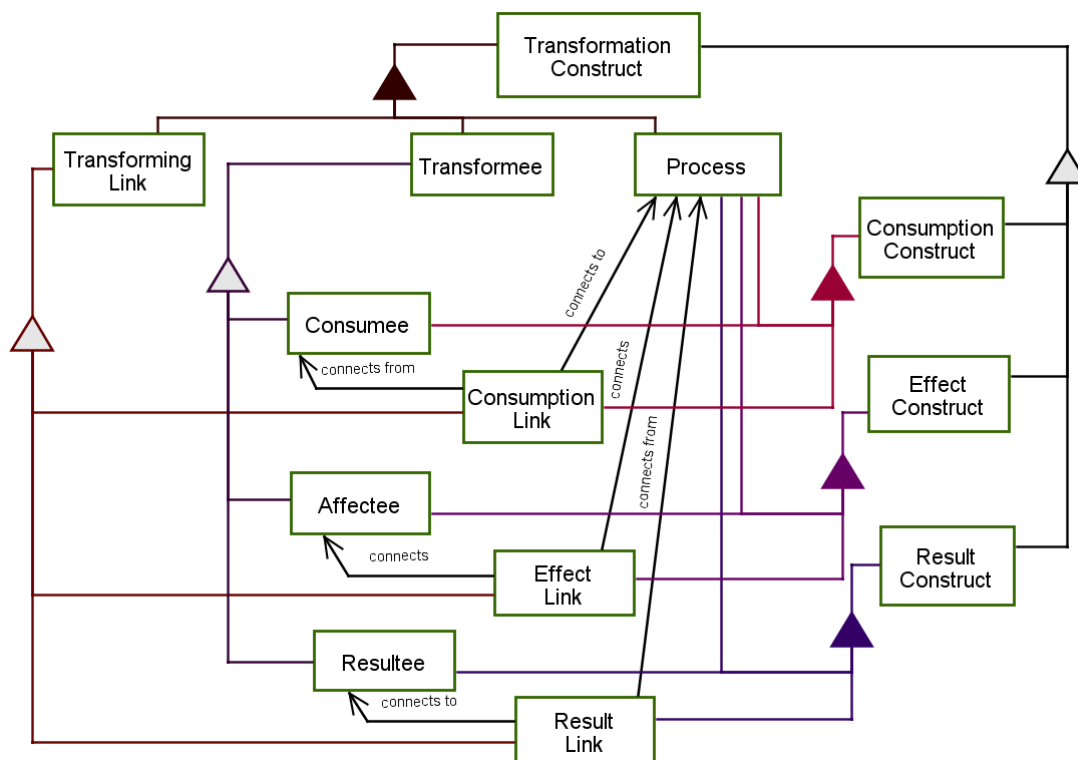 Transformation
Construct
Transforming
Link
Transformee
Process
Consumption
Construct
connects to
Consumee
connects from
Consumption
Link
connects
Effect
Construct
connects from
Affectee
connects
Effect
Link
Result
Construct
Resultee
connects to
Result
Link